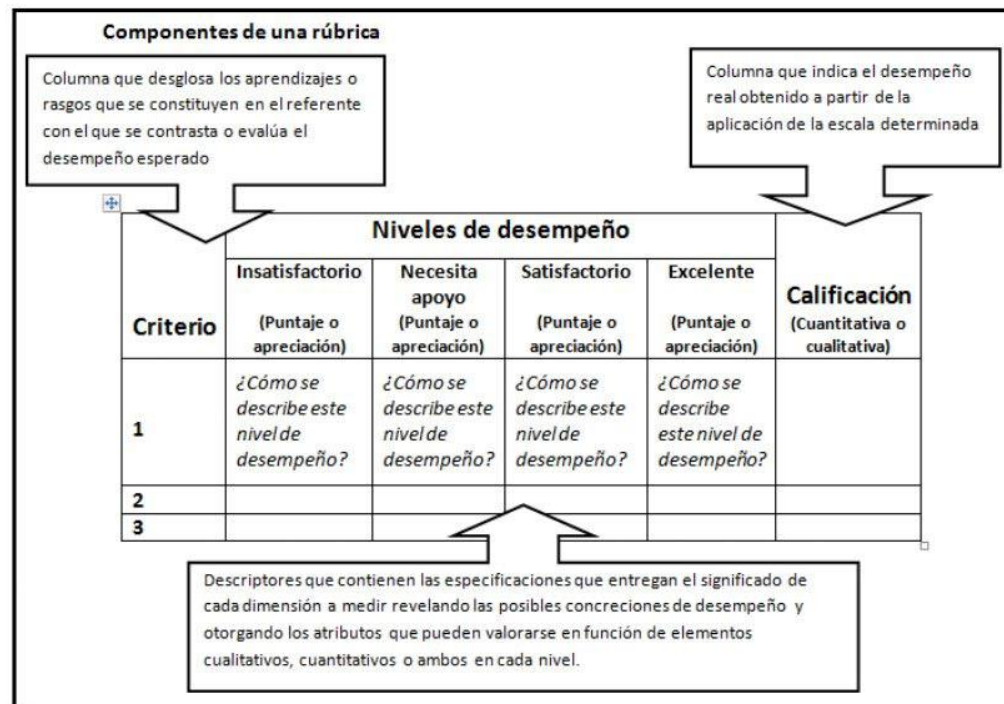 Componentes de una rúbrica
Columna que desglosa los aprendizajes o
rasgos que se constituyen en el referente
con el que se contrasta o evalúa el
desempeño esperado
Columna que indica el desempeño
real obtenido a partir de la
aplicación de la escala determinada
Criterio
Niveles de desempeño
Insatisfactorio
(Puntaje o
apreciación)
Necesita
apoyo
(Puntaje o
apreciación)
Satisfactorio
(Puntaje o
apreciación)
Excelente
(Puntaje o
apreciación)
Calificación
(Cuantitativa o
cualitativa)
1
¿Cómo se
describe este
nivel de
desempeño?
¿Cómo se
describe este
nivel de
desempeño?
¿Cómo se
describe este
nivel de
desempeño?
¿Cómo se
describe
este nivel de
desempeño?
2
3
Descriptores que contienen las especificaciones que entregan el significado de
cada dimensión a medir revelando las posibles concreciones de desempeño y
otorgando los atributos que pueden valorarse en función de elementos
cualitativos, cuantitativos o ambos en cada nivel.